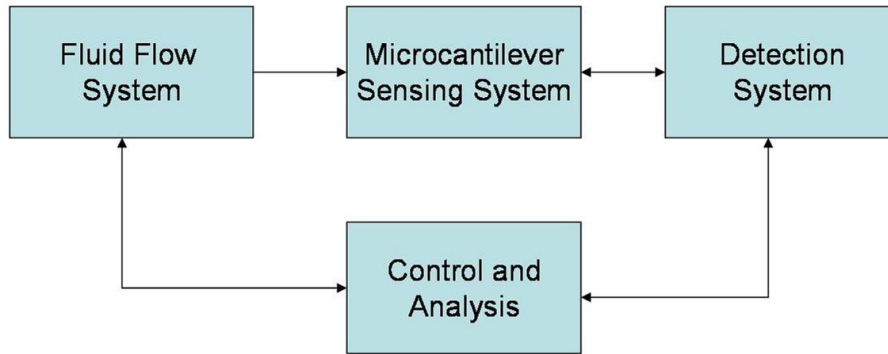 Fluid Flow
System
Microcantilever
Sensing System
Detection
System
Control and
Analysis